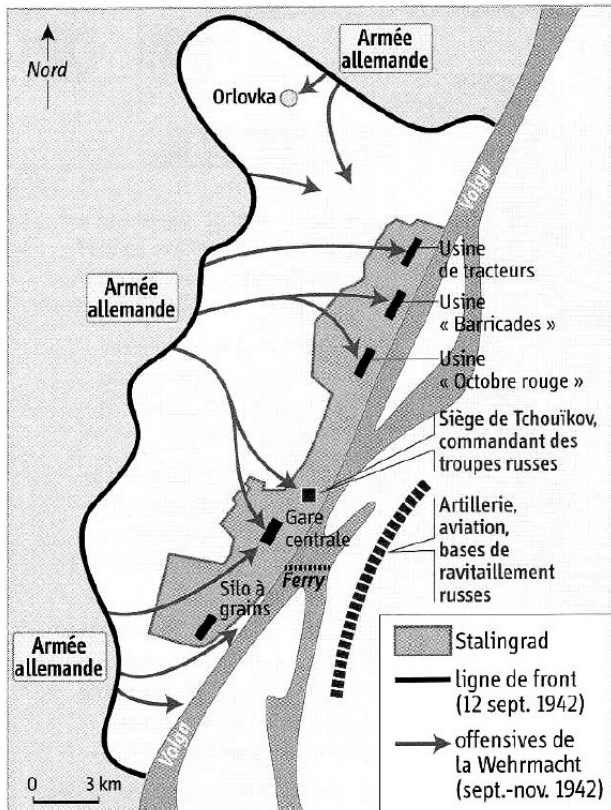 Nord
Armée
allemande
Orlovka
Volga
Usine
de tracteurs
Armée
allemande
Usine
« Barricades »
Usine
« Octobre rouge »
Siège de Tchouïkov,
commandant des
troupes russes
Gare
centrale
Artillerie,
aviation,
bases de
ravitaillement
russes
Ferry
Silo à
grains
Armée
allemande
Volga
0 3 km
Stalingrad
ligne de front
(12 sept. 1942)
offensives de
la Wehrmacht
(sept.-nov. 1942)